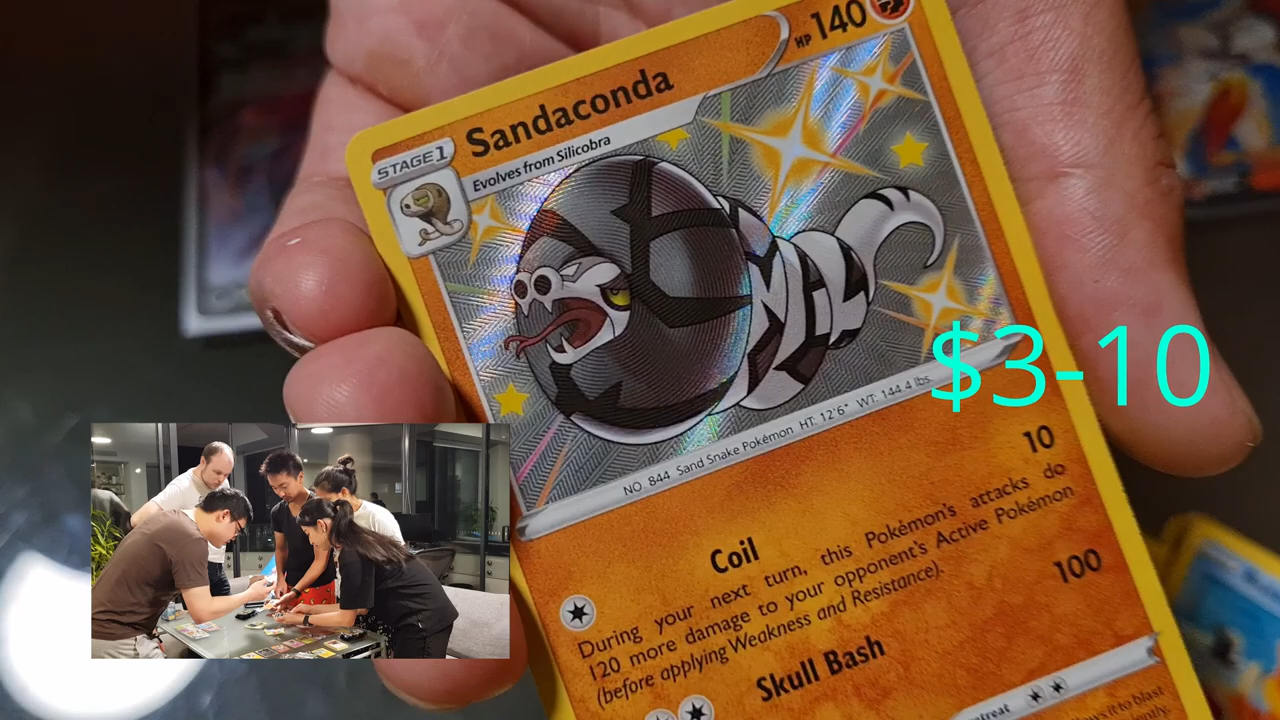 HP 140
Sandaconda
STAGE 1
Evolves from Silicobra
$3-10
NO. 844 Sand Snake Pokémon HT: 12'6" WT: 144.4 lbs.
Coil 10
During your next turn, this Pokémon's attacks do
120 more damage to your opponent's Active Pokémon
(before applying Weakness and Resistance).
Skull Bash 100
retreat